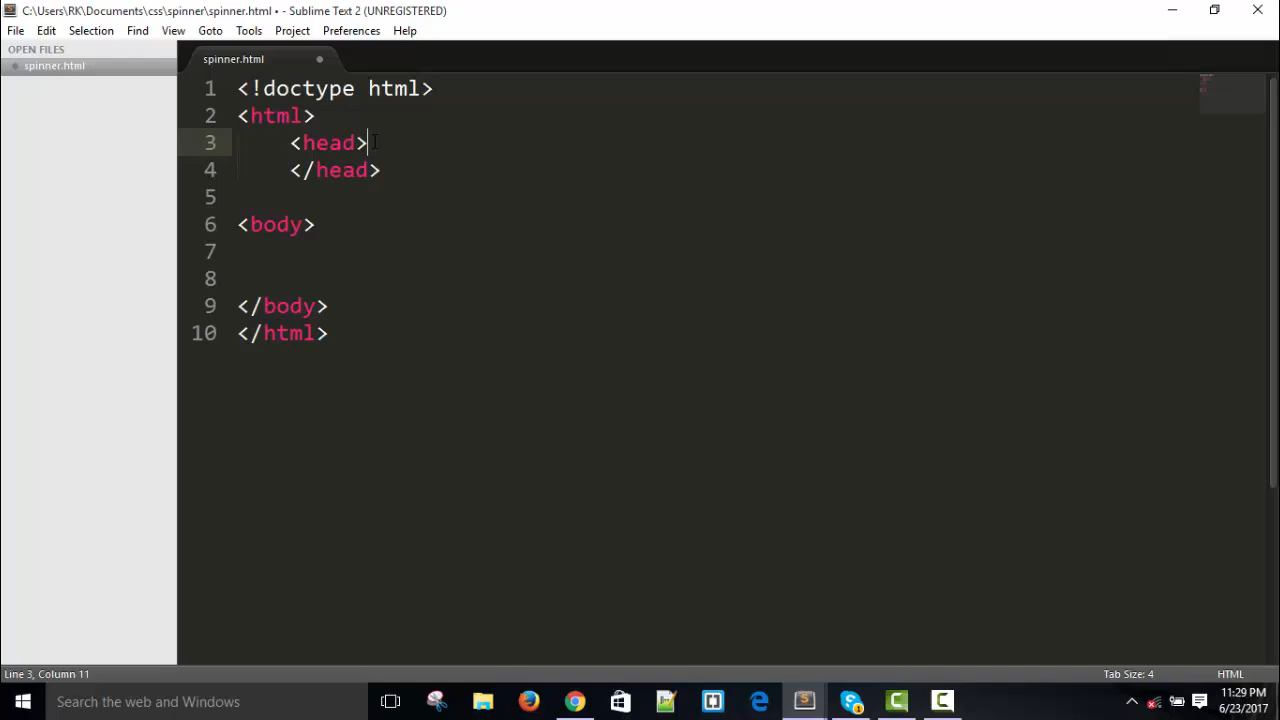 C:\Users\RK\Documents\css\spinner\spinner.html • - Sublime Text 2 (UNREGISTERED)
File Edit Selection Find View Goto Tools Project Preferences Help
OPEN FILES
spinner.html
spinner.html
1 <!doctype html>
2 <html>
3 <head>
4 </head>
5
6 <body>
7
8
9 </body>
10 </html>
Line 3, Column 11
Tab Size: 4
HTML
Search the web and Windows
11:29 PM
6/23/2017